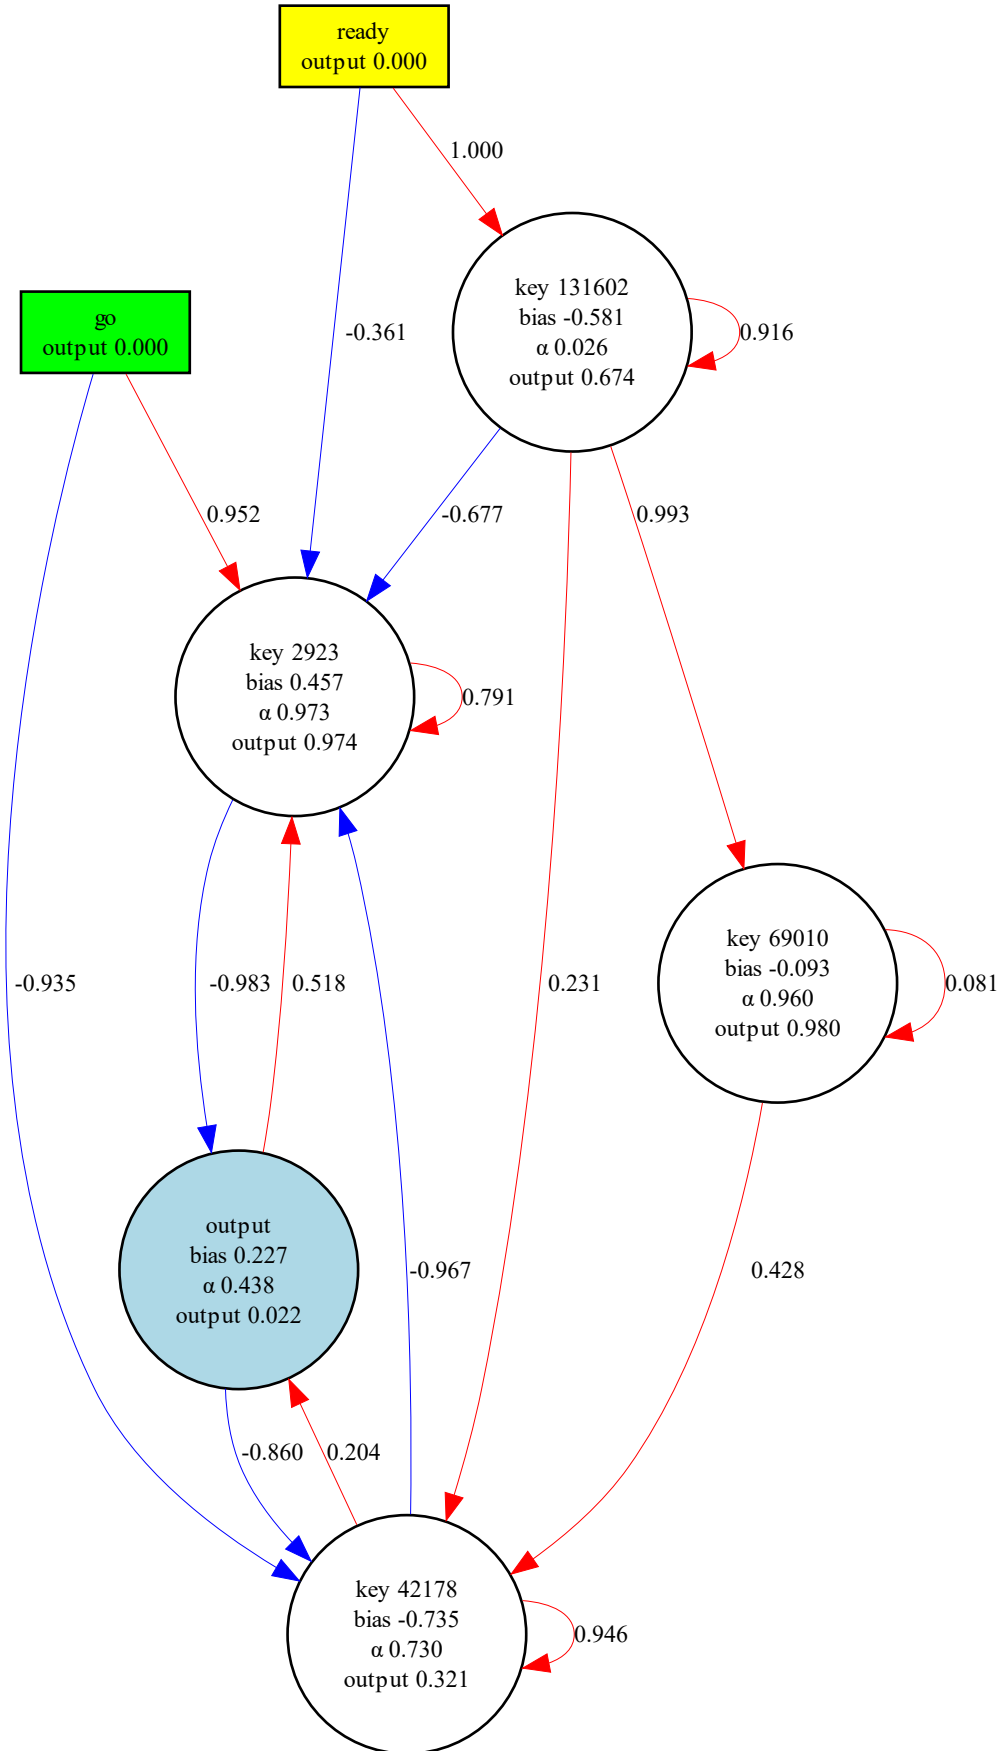 ready
output 0.000
1.000
key 131602
bias -0.581
α 0.026
output 0.674
0.916
go
output 0.000
-0.361
0.952
-0.677
0.993
key 2923
bias 0.457
α 0.973
output 0.974
0.791
key 69010
bias -0.093
α 0.960
output 0.980
0.081
-0.935
-0.983
0.518
0.231
output
bias 0.227
α 0.438
output 0.022
-0.967
0.428
-0.860
0.204
key 42178
bias -0.735
α 0.730
output 0.321
0.946